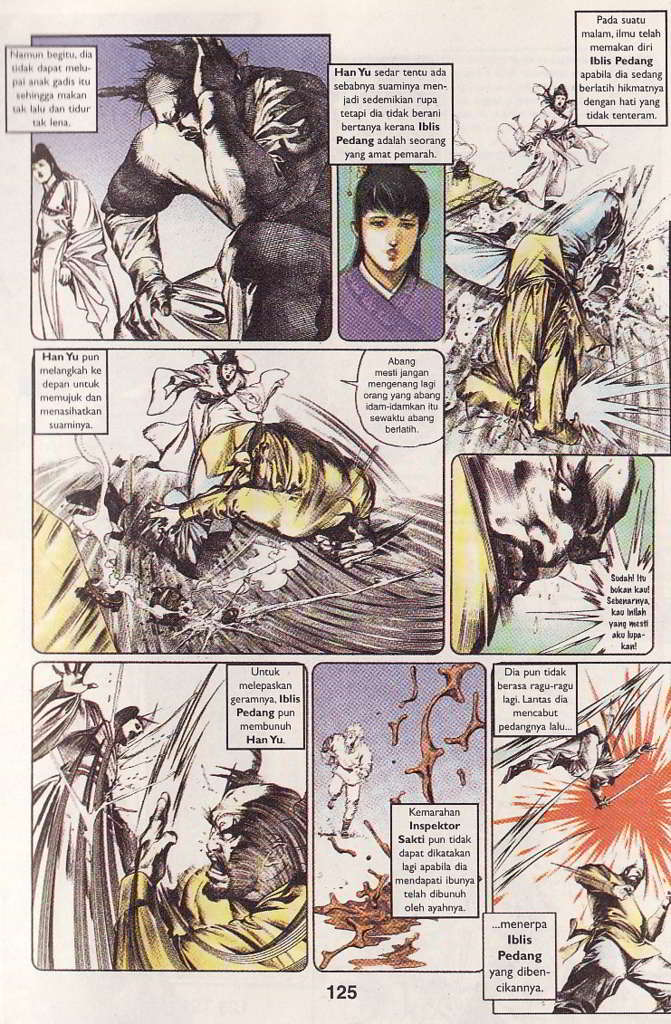 Namun begitu, dia
tidak dapat melu-
pai anak gadis itu
sehingga makan
tak lalu dan tidur
tak lena.
Han Yu sedar tentu ada
sebabnya suaminya men-
jadi sedemikian rupa
tetapi dia tidak berani
bertanya kerana Iblis
Pedang adalah seorang
yang amat pemarah.
Pada suatu
malam, ilmu telah
memakan diri
Iblis Pedang
apabila dia sedang
berlatih hikmatnya
dengan hati yang
tidak tenteram.
Han Yu pun
melangkah ke
depan untuk
memujuk dan
menasihatkan
suaminya.
Abang
mesti jangan
mengenang lagi
orang yang abang
idam-idamkan itu
sewaktu abang
berlatih.
Sudah! Itu
bukan kau!
Sebenarnya,
kau inilah
yang mesti
aku lupa-
kan!
Untuk
melepaskan
geramnya, Iblis
Pedang pun
membunuh
Han Yu.
Kemarahan
Inspektor
Sakti pun tidak
dapat dikatakan
lagi apabila dia
mendapati ibunya
telah dibunuh
oleh ayahnya.
Dia pun tidak
berasa ragu-ragu
lagi. Lantas dia
mencabut
pedangnya lalu...
...menerpa
Iblis
Pedang
yang diben-
cikannya.
125